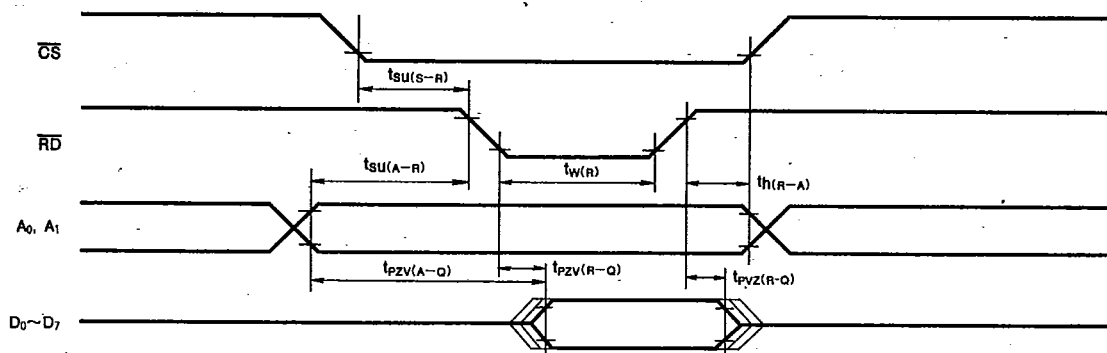 CS
tSU(S−R)
RD
tSU(A−R)
tW(R)
th(R−A)
A0, A1
tPZV(A−Q)
tPZV(R−Q)
tPVZ(R-Q)
D0~D7